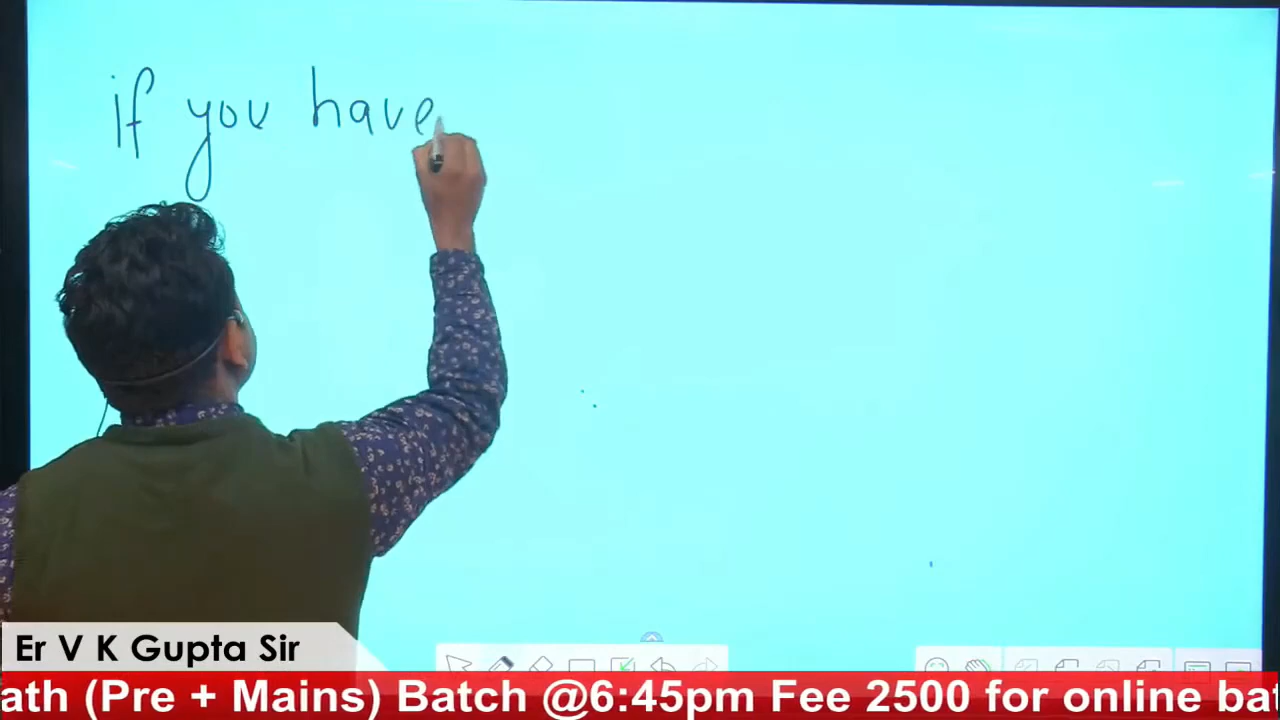 if you have
Er V K Gupta Sir
ath (Pre + Mains) Batch @6:45pm Fee 2500 for online bat